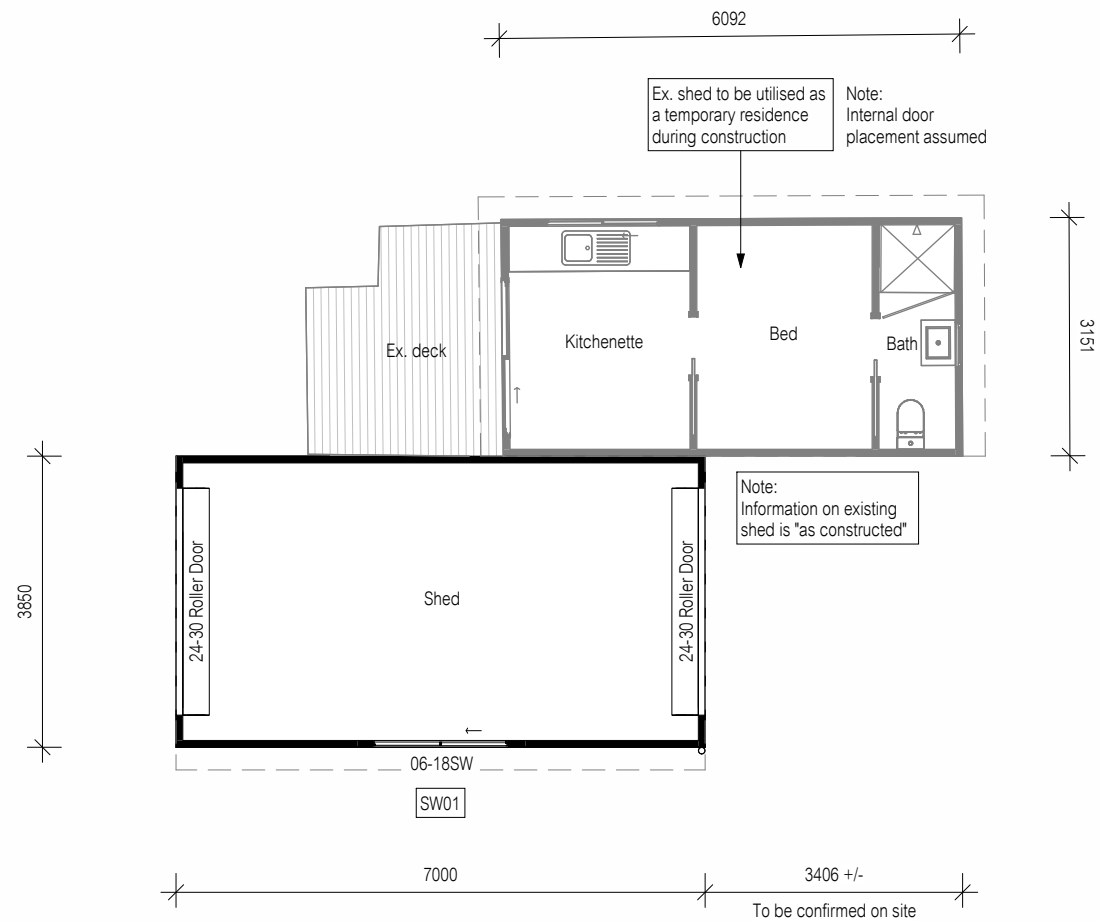 6092
Ex. shed to be utilised as
a temporary residence
during construction
Note:
Internal door
placement assumed
Ex. deck
Kitchenette
Bed
Bath
3151
Note:
Information on existing
shed is "as constructed"
3850
24-30 Roller Door
Shed
24-30 Roller Door
06-18SW
SW01
7000
3406 +/-
To be confirmed on site